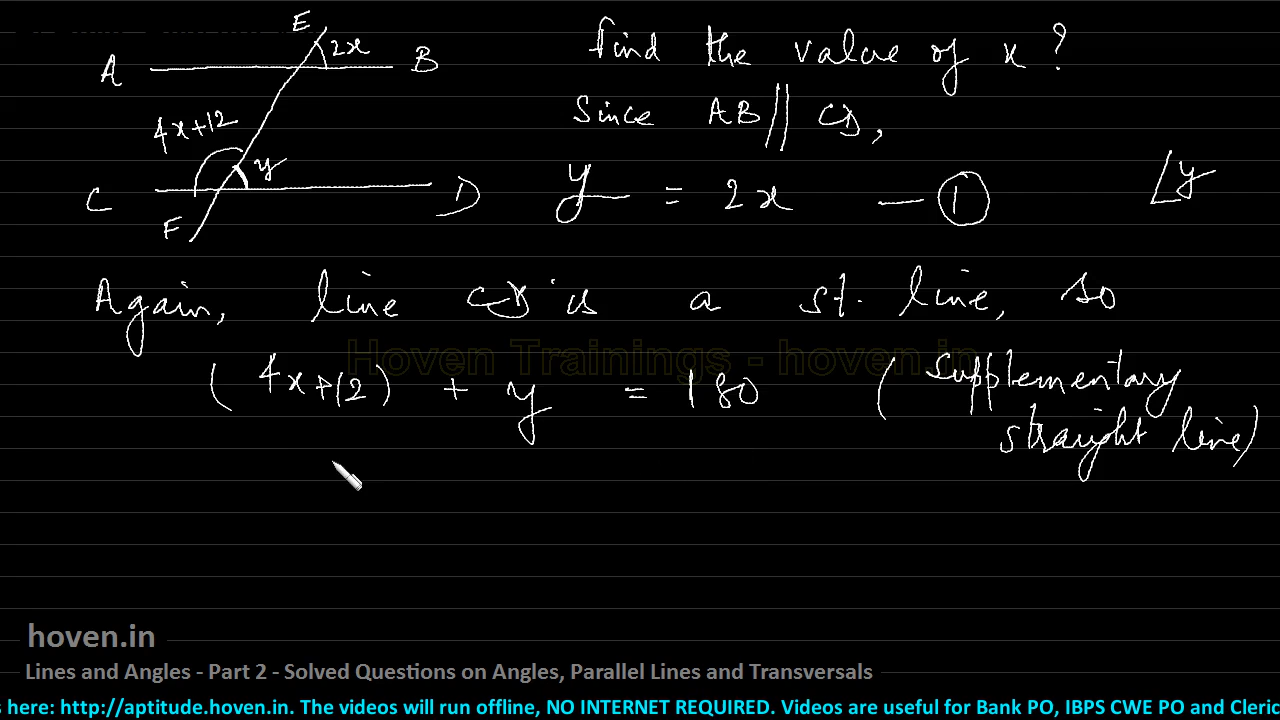 E
2x
A
B
4x+12
y
C
D
F
find the value of x ?
Since AB || CD,
y = 2x — 1
∠y
Again, line CD is a st. line, so
(4x+12) + y = 180 (supplementary
straight line)
Hoven Trainings - hoven.in
hoven.in
Lines and Angles - Part 2 - Solved Questions on Angles, Parallel Lines and Transversals
s here: http://aptitude.hoven.in. The videos will run offline, NO INTERNET REQUIRED. Videos are useful for Bank PO, IBPS CWE PO and Cleric